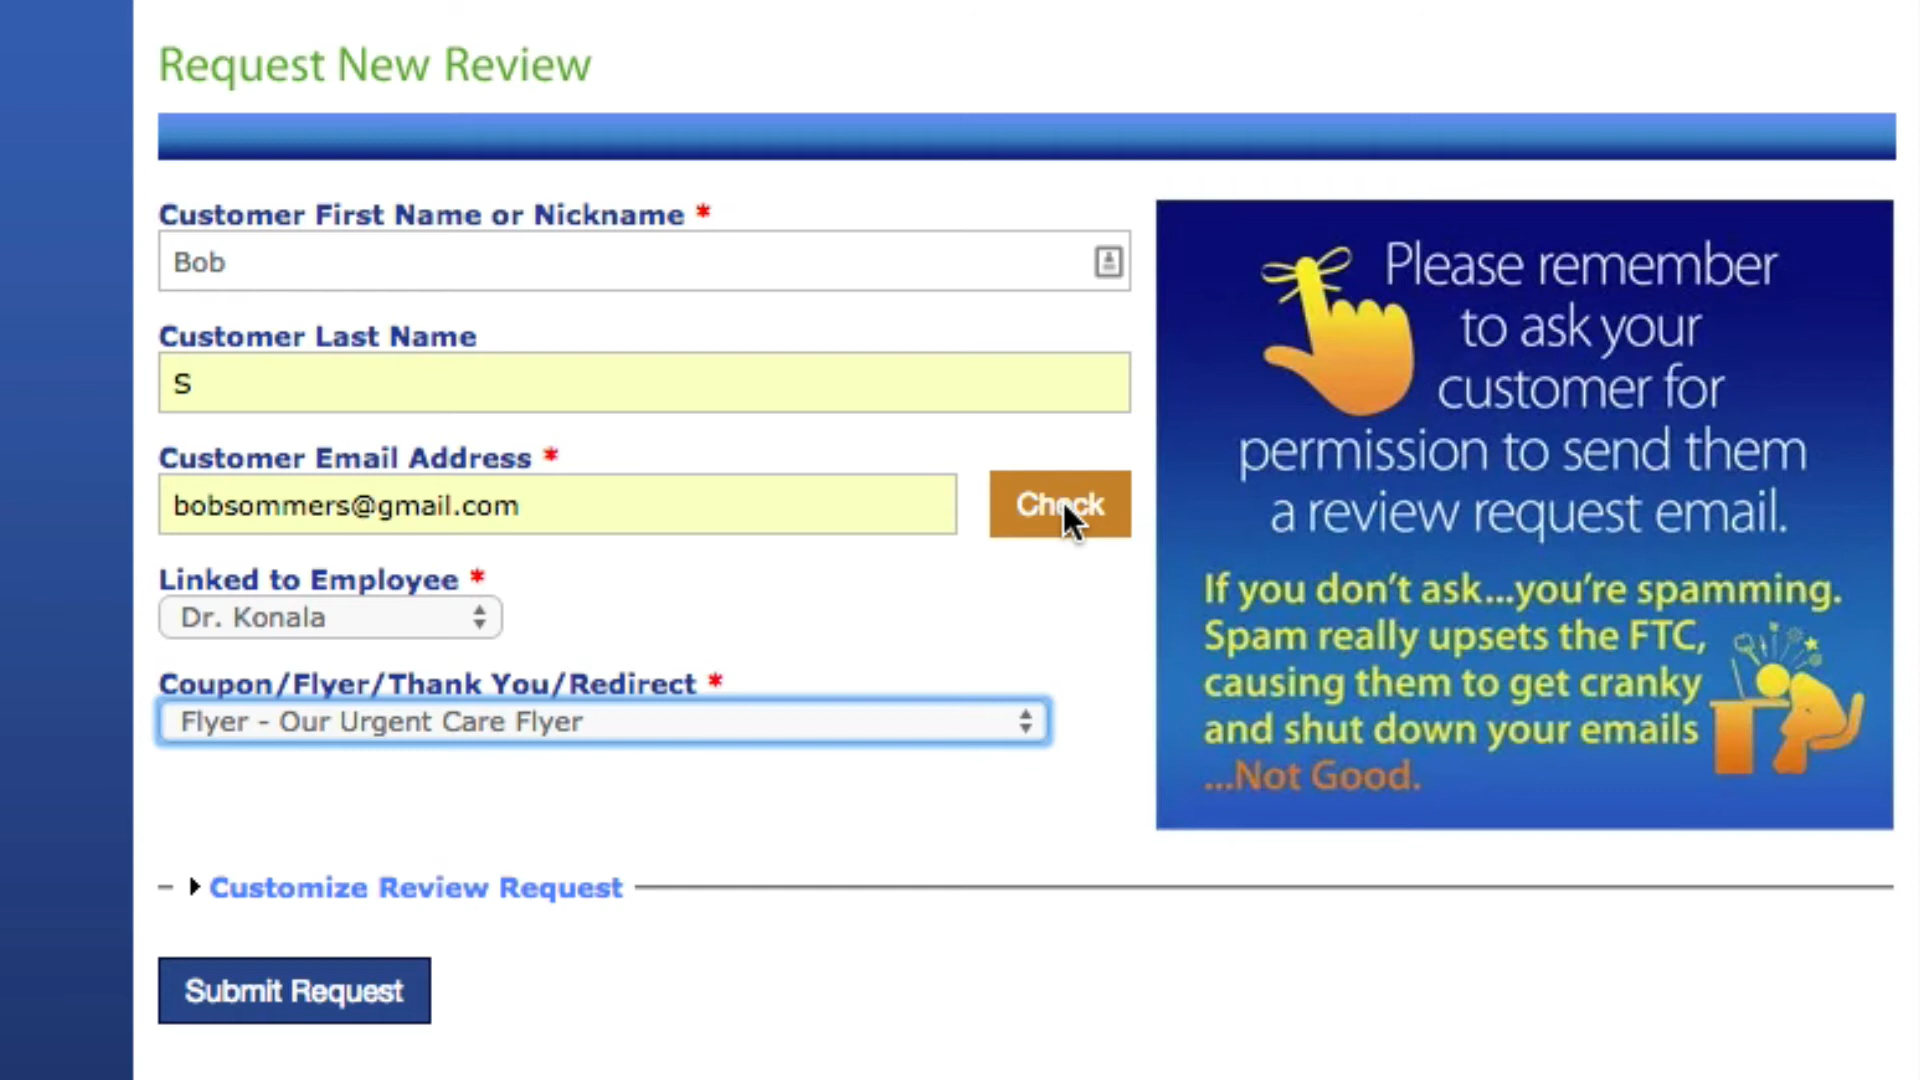 Request New Review
Customer First Name or Nickname *
Bob
Customer Last Name
S
Customer Email Address *
bobsommers@gmail.com
Check
Linked to Employee *
Dr. Konala
Coupon/Flyer/Thank You/Redirect *
Flyer - Our Urgent Care Flyer
Customize Review Request
Submit Request
Please remember
to ask your
customer for
permission to send them
a review request email.
If you don't ask...you're spamming.
Spam really upsets the FTC,
causing them to get cranky
and shut down your emails
...Not Good.